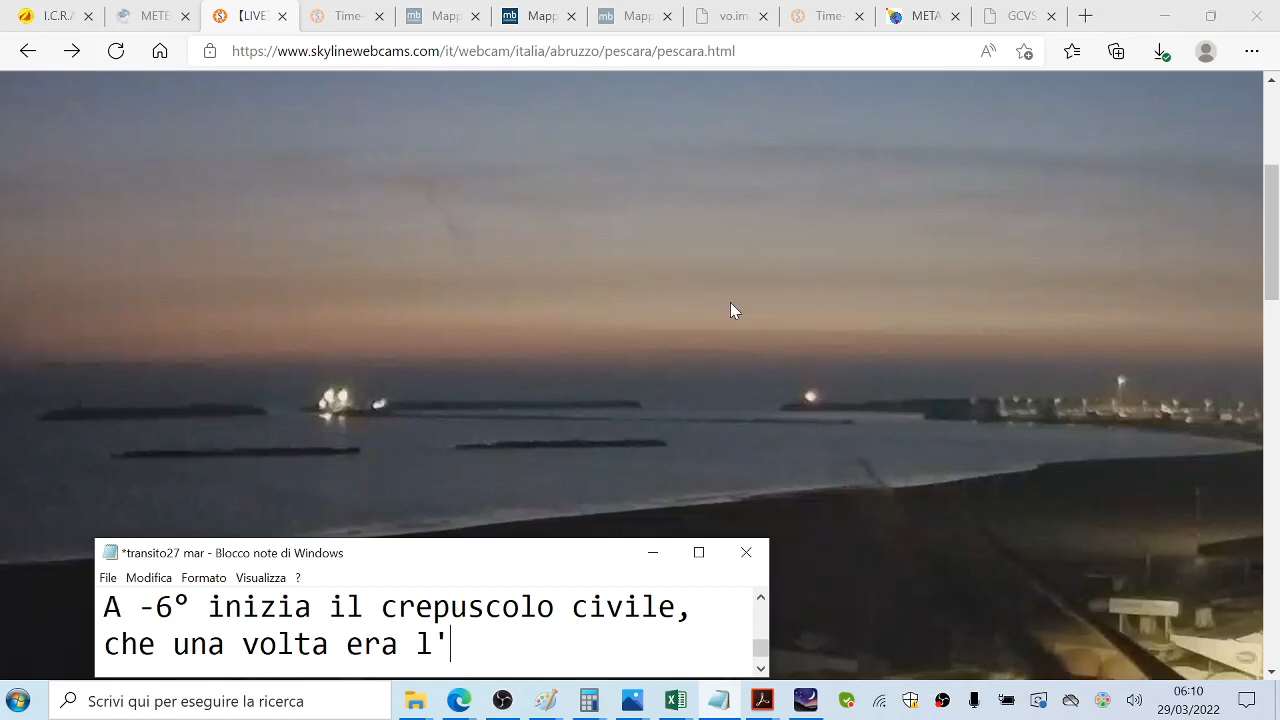 I.C.R.
METE
【LIVE】
Time-
Mapp
Mapp
Mapp
vo.im
Time-
META
GCVS
https://www.skylinewebcams.com/it/webcam/italia/abruzzo/pescara/pescara.html
*transito27 mar - Blocco note di Windows
File Modifica Formato Visualizza ?
A -6° inizia il crepuscolo civile,
che una volta era l'
Scrivi qui per eseguire la ricerca
06:10
29/03/2022